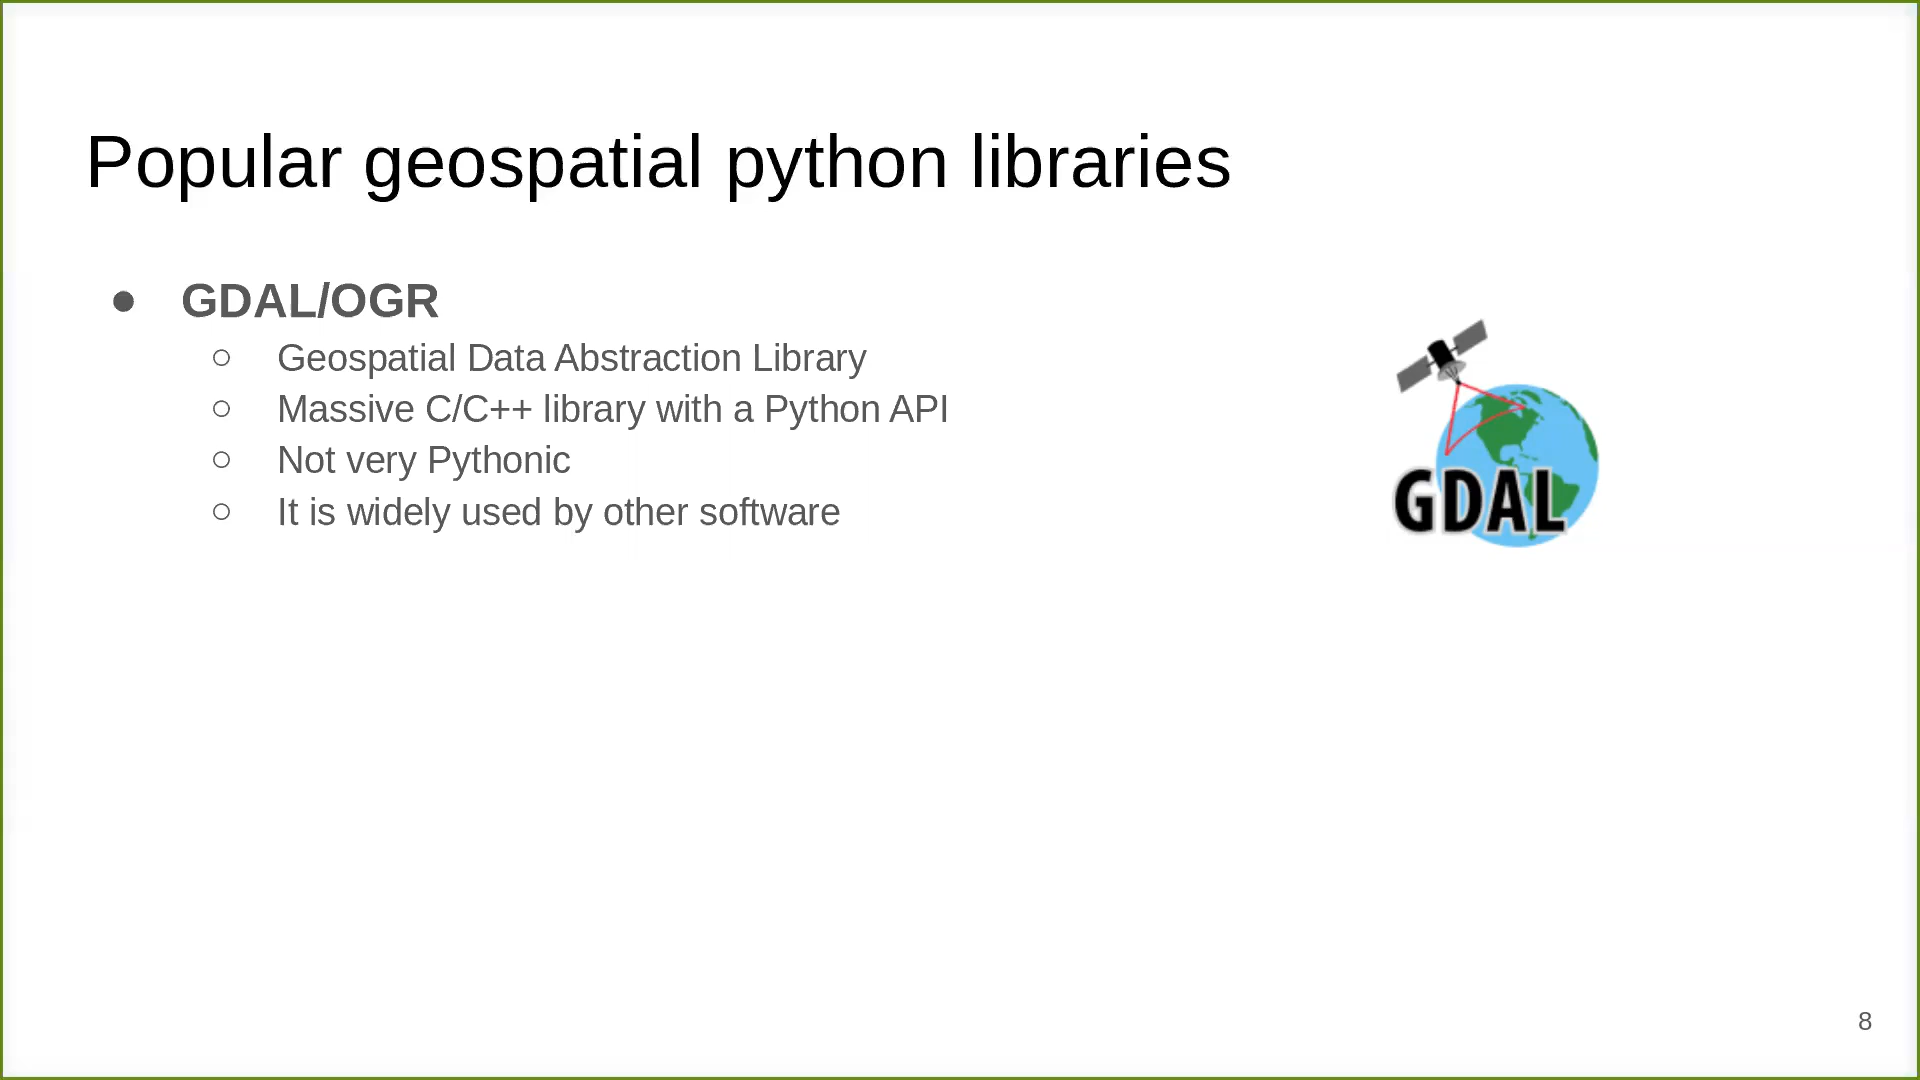 Popular geospatial python libraries
● GDAL/OGR
○ Geospatial Data Abstraction Library
○ Massive C/C++ library with a Python API
○ Not very Pythonic
○ It is widely used by other software
GDAL
8